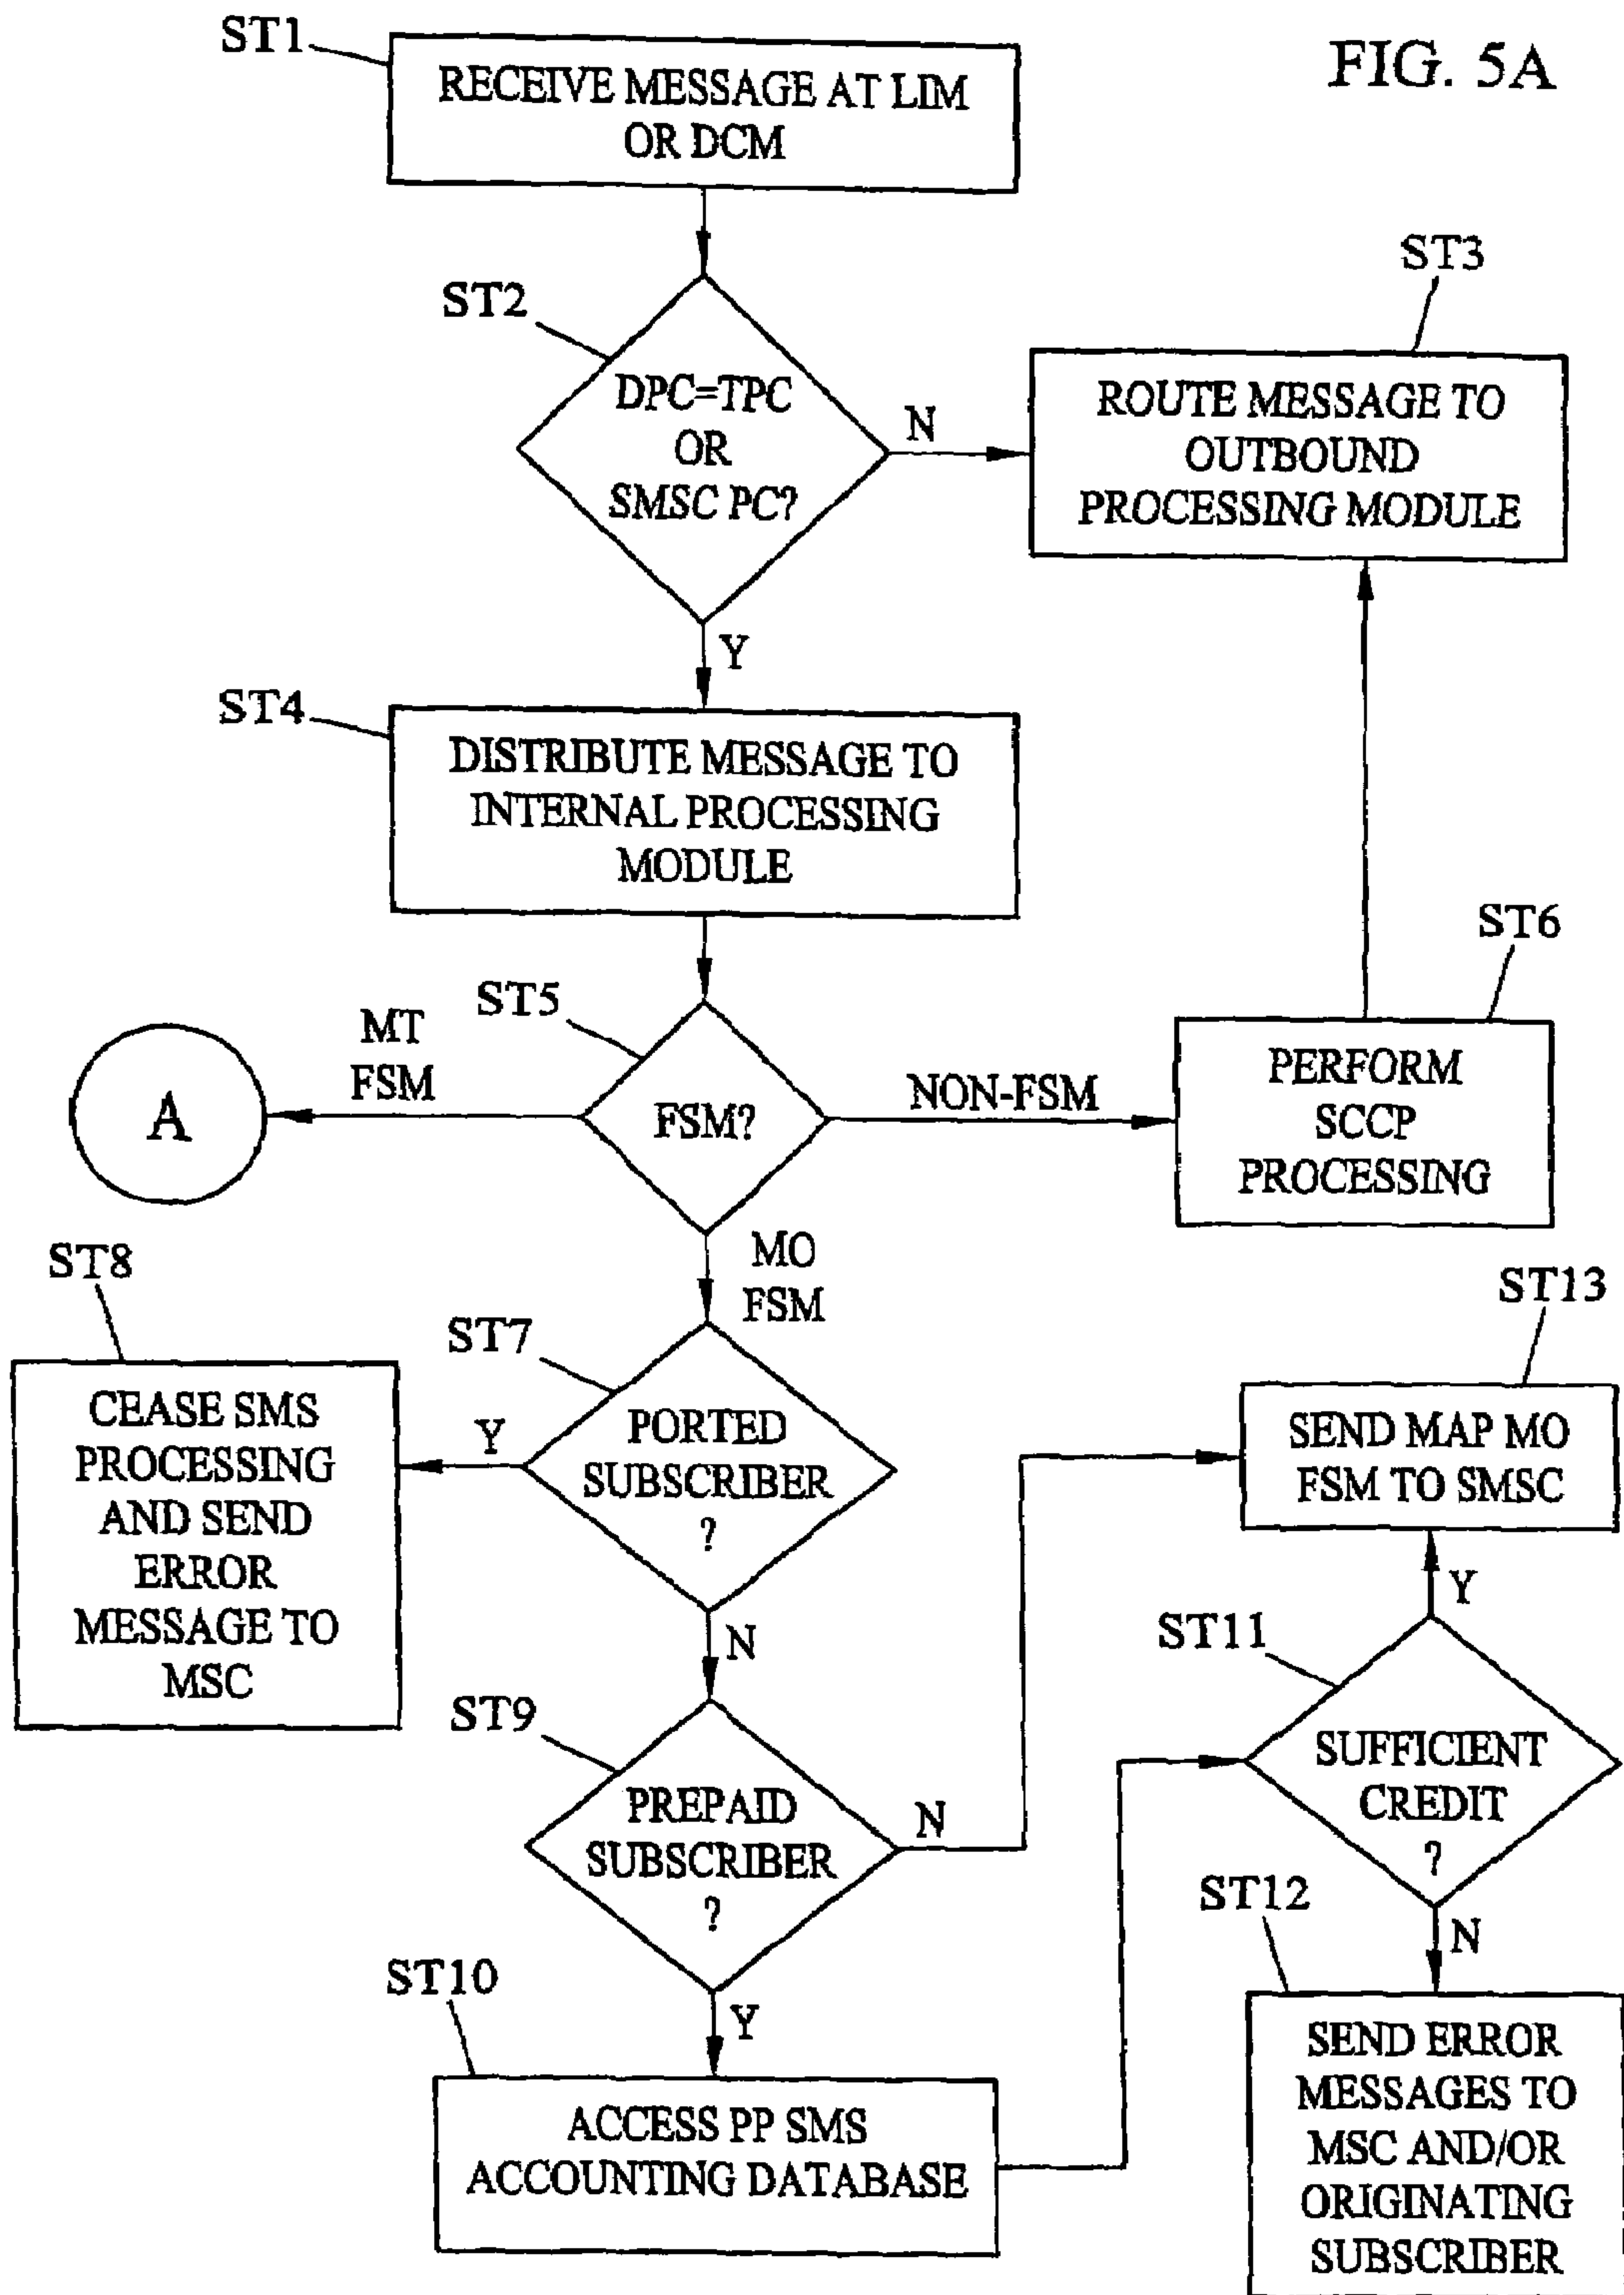 FIG. 5A
ST1
RECEIVE MESSAGE AT LIM
OR DCM
ST2
DPC=TPC
OR
SMSC PC?
N
Y
ST3
ROUTE MESSAGE TO
OUTBOUND
PROCESSING MODULE
ST4
DISTRIBUTE MESSAGE TO
INTERNAL PROCESSING
MODULE
ST5
FSM?
MT
FSM
A
NON-FSM
ST6
PERFORM
SCCP
PROCESSING
MO
FSM
ST7
PORTED
SUBSCRIBER
?
Y
N
ST8
CEASE SMS
PROCESSING
AND SEND
ERROR
MESSAGE TO
MSC
ST9
PREPAID
SUBSCRIBER
?
N
Y
ST10
ACCESS PP SMS
ACCOUNTING DATABASE
ST13
SEND MAP MO
FSM TO SMSC
Y
ST11
SUFFICIENT
CREDIT
?
N
ST12
SEND ERROR
MESSAGES TO
MSC AND/OR
ORIGINATING
SUBSCRIBER